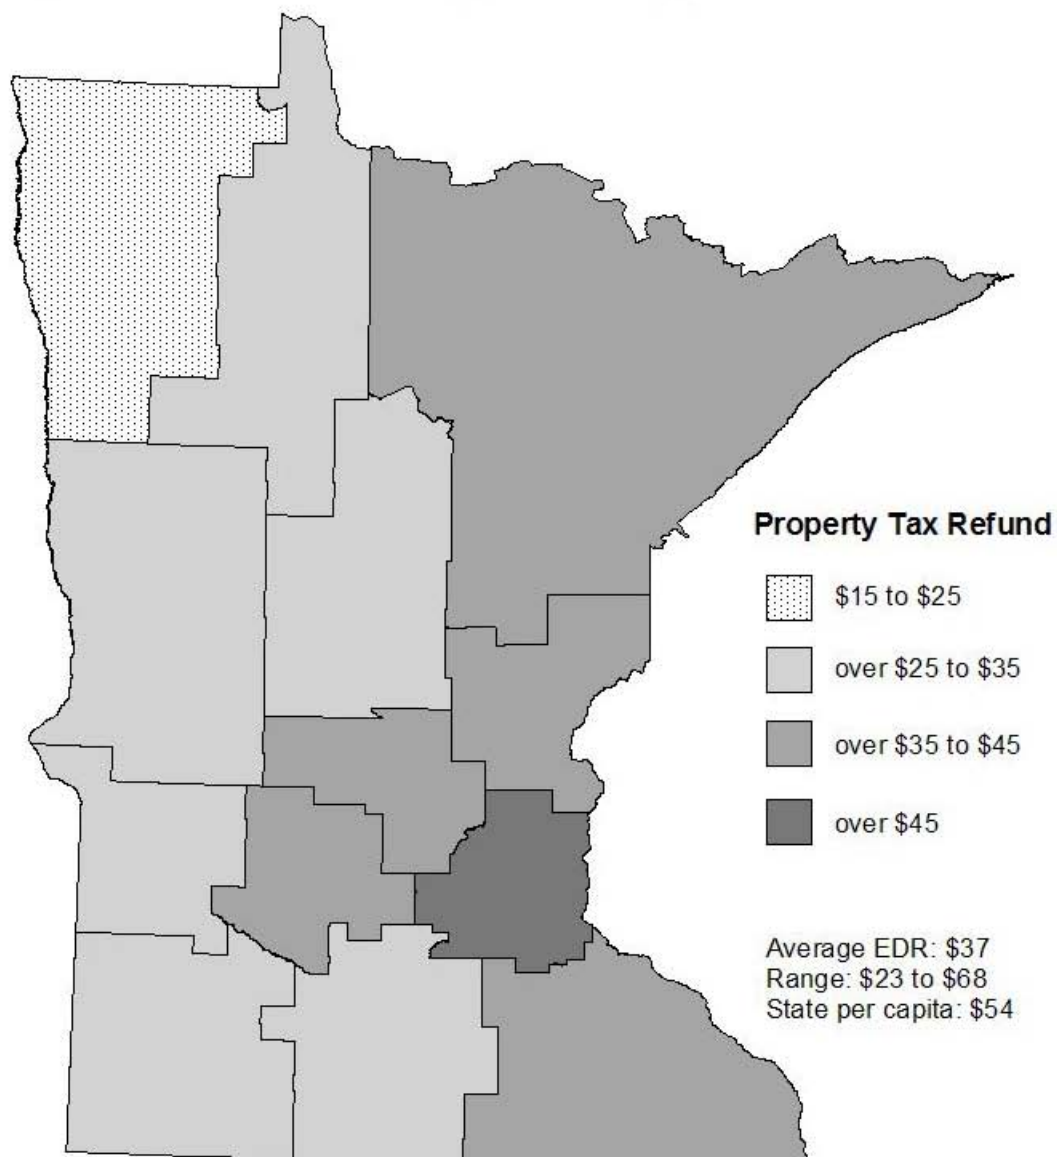 Property Tax Refund
$15 to $25
over $25 to $35
over $35 to $45
over $45
Average EDR: $37
Range: $23 to $68
State per capita: $54